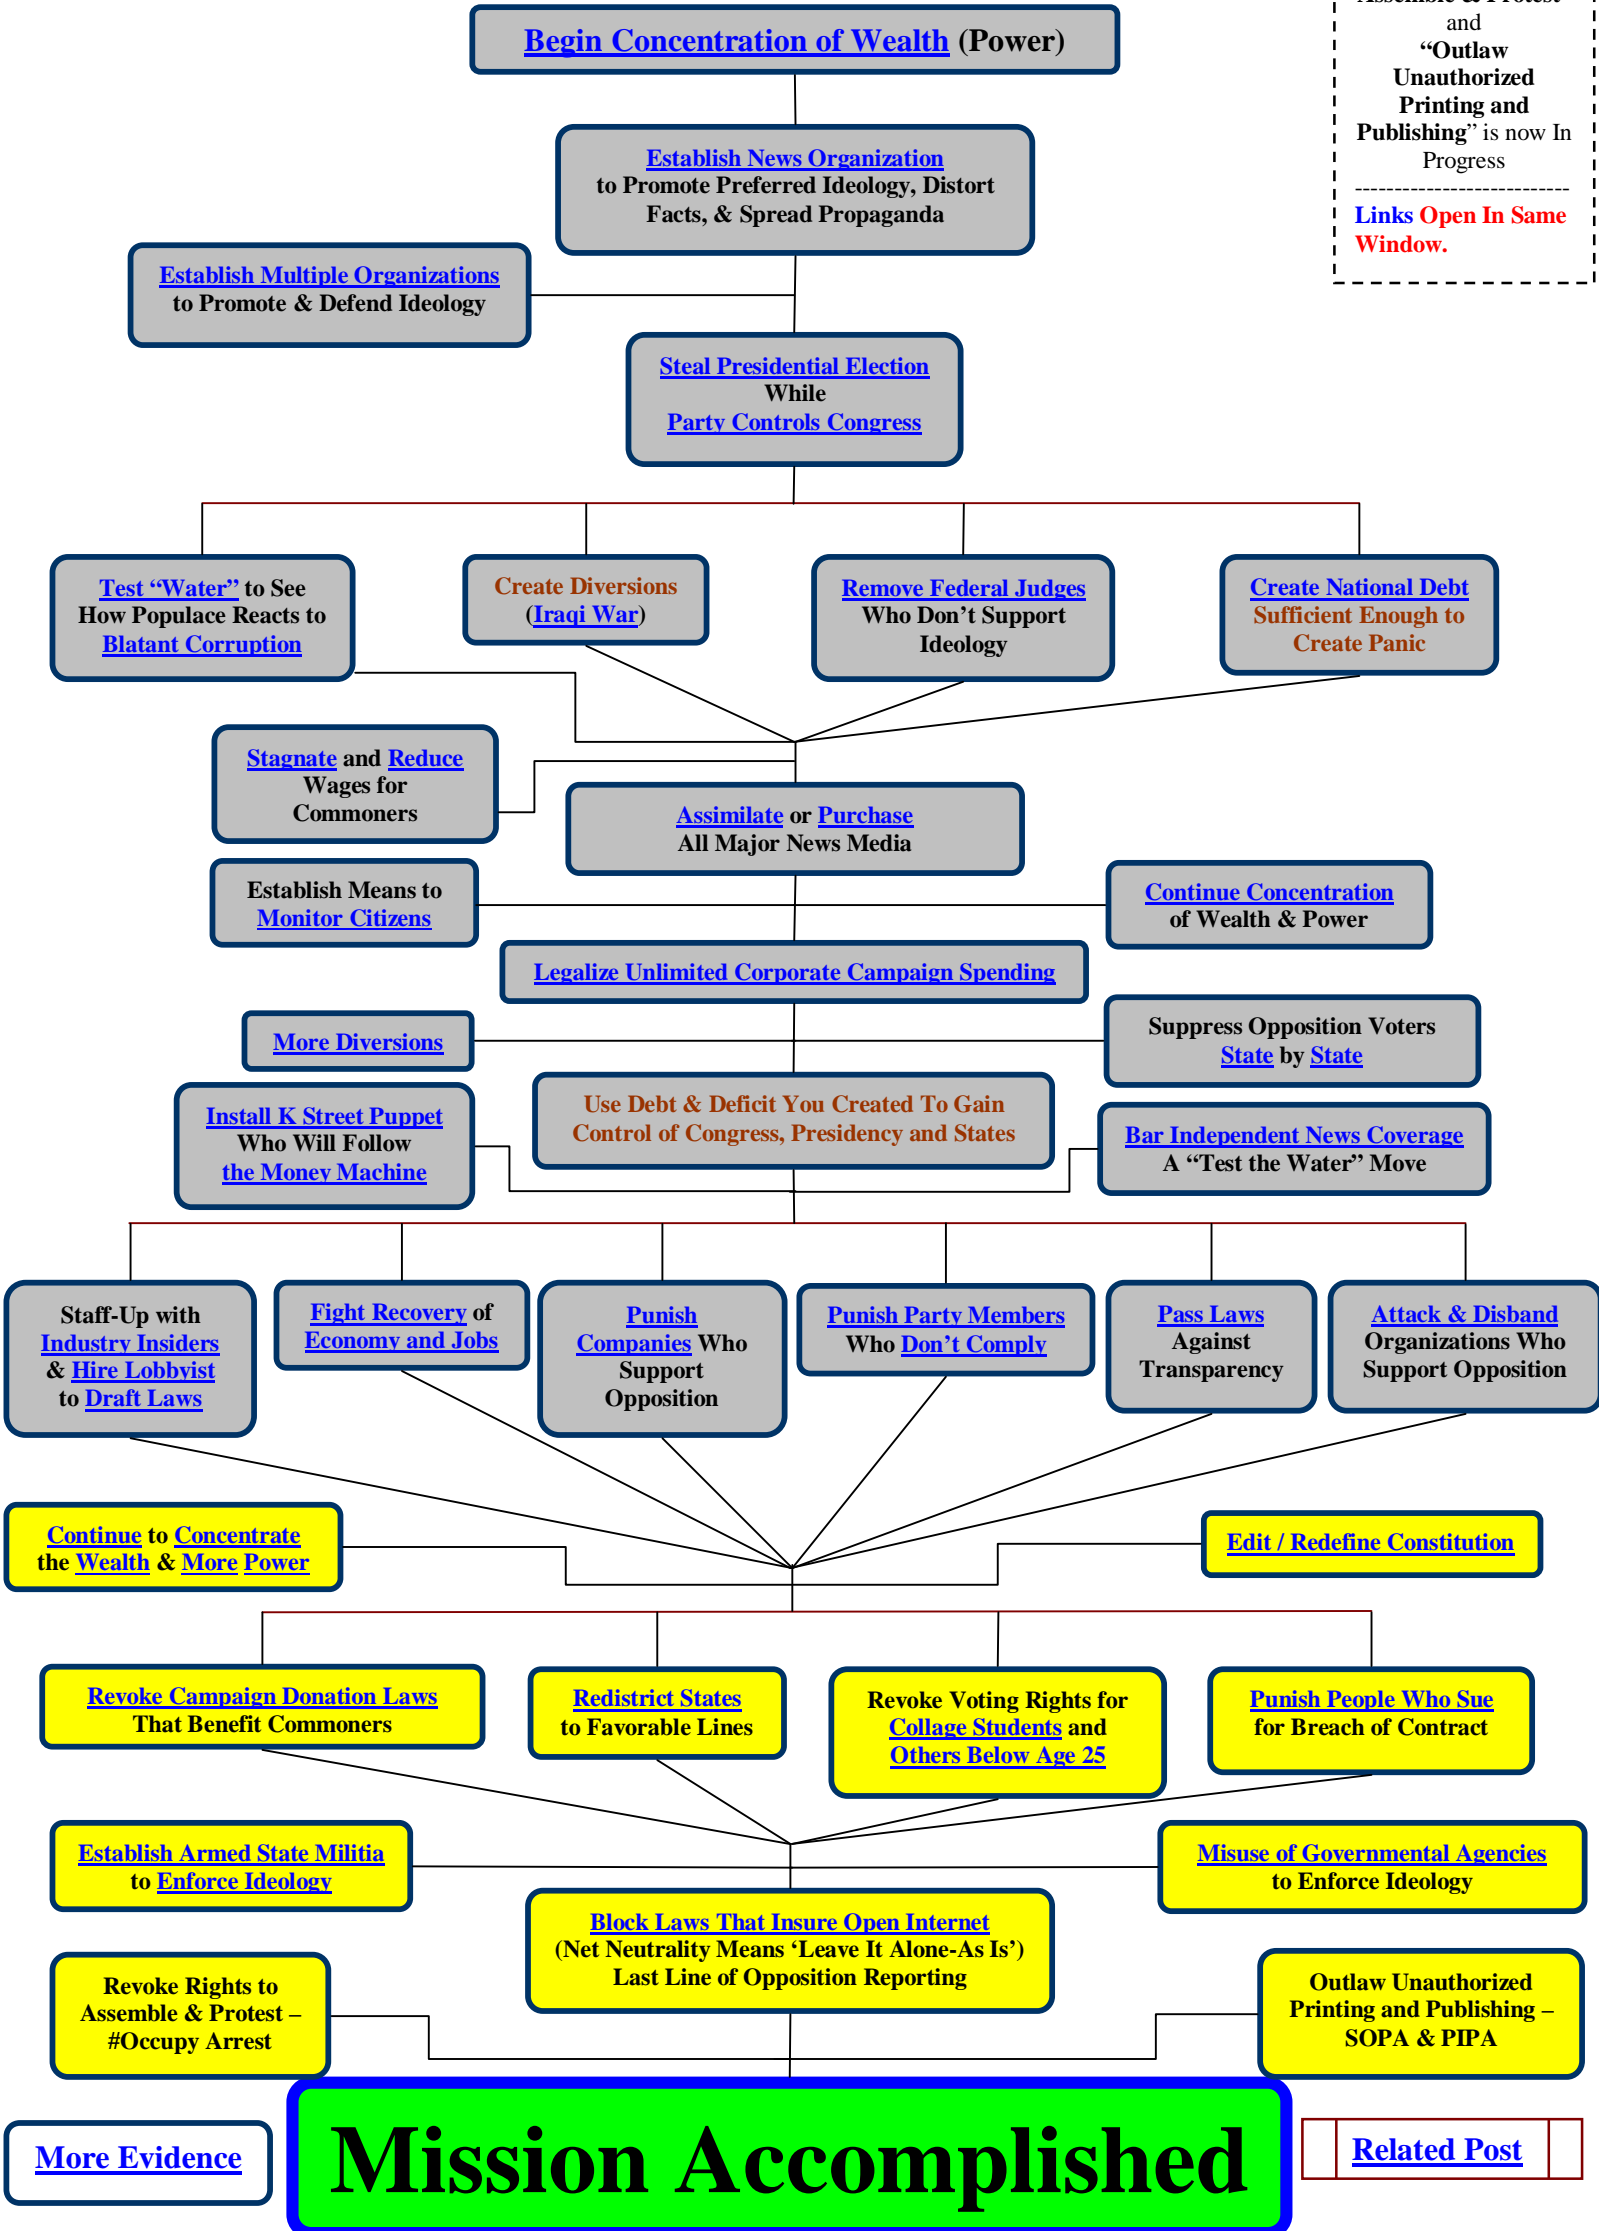 Assemble & Protest
and
“Outlaw
Unauthorized
Printing and
Publishing” is now In
Progress
---------------------------
Links Open In Same
Window.
Begin Concentration of Wealth (Power)
Establish News Organization
to Promote Preferred Ideology, Distort
Facts, & Spread Propaganda
Establish Multiple Organizations
to Promote & Defend Ideology
Steal Presidential Election
While
Party Controls Congress
Test “Water” to See
How Populace Reacts to
Blatant Corruption
Create Diversions
(Iraqi War)
Remove Federal Judges
Who Don’t Support
Ideology
Create National Debt
Sufficient Enough to
Create Panic
Stagnate and Reduce
Wages for
Commoners
Assimilate or Purchase
All Major News Media
Establish Means to
Monitor Citizens
Continue Concentration
of Wealth & Power
Legalize Unlimited Corporate Campaign Spending
More Diversions
Suppress Opposition Voters
State by State
Install K Street Puppet
Who Will Follow
the Money Machine
Use Debt & Deficit You Created To Gain
Control of Congress, Presidency and States
Bar Independent News Coverage
A “Test the Water” Move
Staff-Up with
Industry Insiders
& Hire Lobbyist
to Draft Laws
Fight Recovery of
Economy and Jobs
Punish
Companies Who
Support
Opposition
Punish Party Members
Who Don’t Comply
Pass Laws
Against
Transparency
Attack & Disband
Organizations Who
Support Opposition
Continue to Concentrate
the Wealth & More Power
Edit / Redefine Constitution
Revoke Campaign Donation Laws
That Benefit Commoners
Redistrict States
to Favorable Lines
Revoke Voting Rights for
Collage Students and
Others Below Age 25
Punish People Who Sue
for Breach of Contract
Establish Armed State Militia
to Enforce Ideology
Misuse of Governmental Agencies
to Enforce Ideology
Block Laws That Insure Open Internet
(Net Neutrality Means ‘Leave It Alone-As Is’)
Last Line of Opposition Reporting
Revoke Rights to
Assemble & Protest –
#Occupy Arrest
Outlaw Unauthorized
Printing and Publishing –
SOPA & PIPA
Mission Accomplished
More Evidence
Related Post